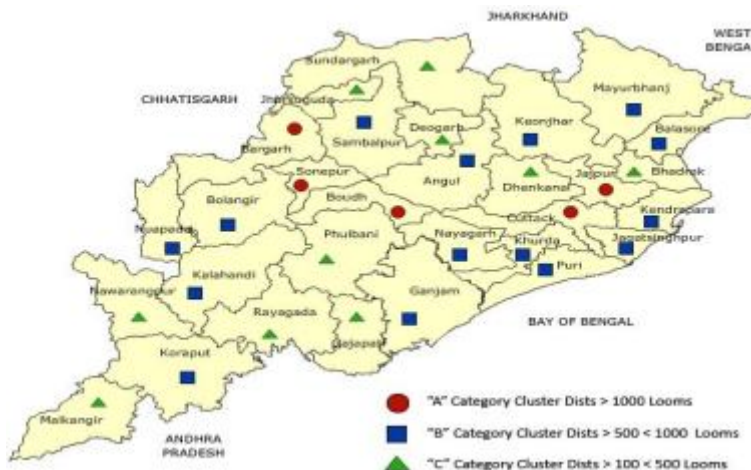 JHARKHAND
WEST
BENGA
Sundargarh
Mayurbhanj
CHHATISGARH
Jharsuguda
Keonjhar
Deogarh
Sambalpur
Balasore
Bargarh
Sonepur
Angul
Jajpur
Bhadrak
Dhenkanal
Bolangir
Boudh
Kendrapara
Cuttack
Nuapada
Phulbani
Nayagarh
Khurda
Jagatsinghpur
Kalahandi
Puri
Nawarangpur
Rayagada
Ganjam
Gajapati
BAY OF BENGAL
Koraput
Malkangir
ANDHRA
PRADESH
"A" Category Cluster Dists > 1000 Looms
"B" Category Cluster Dists > 500 < 1000 Looms
"C" Category Cluster Dists > 100 < 500 Looms